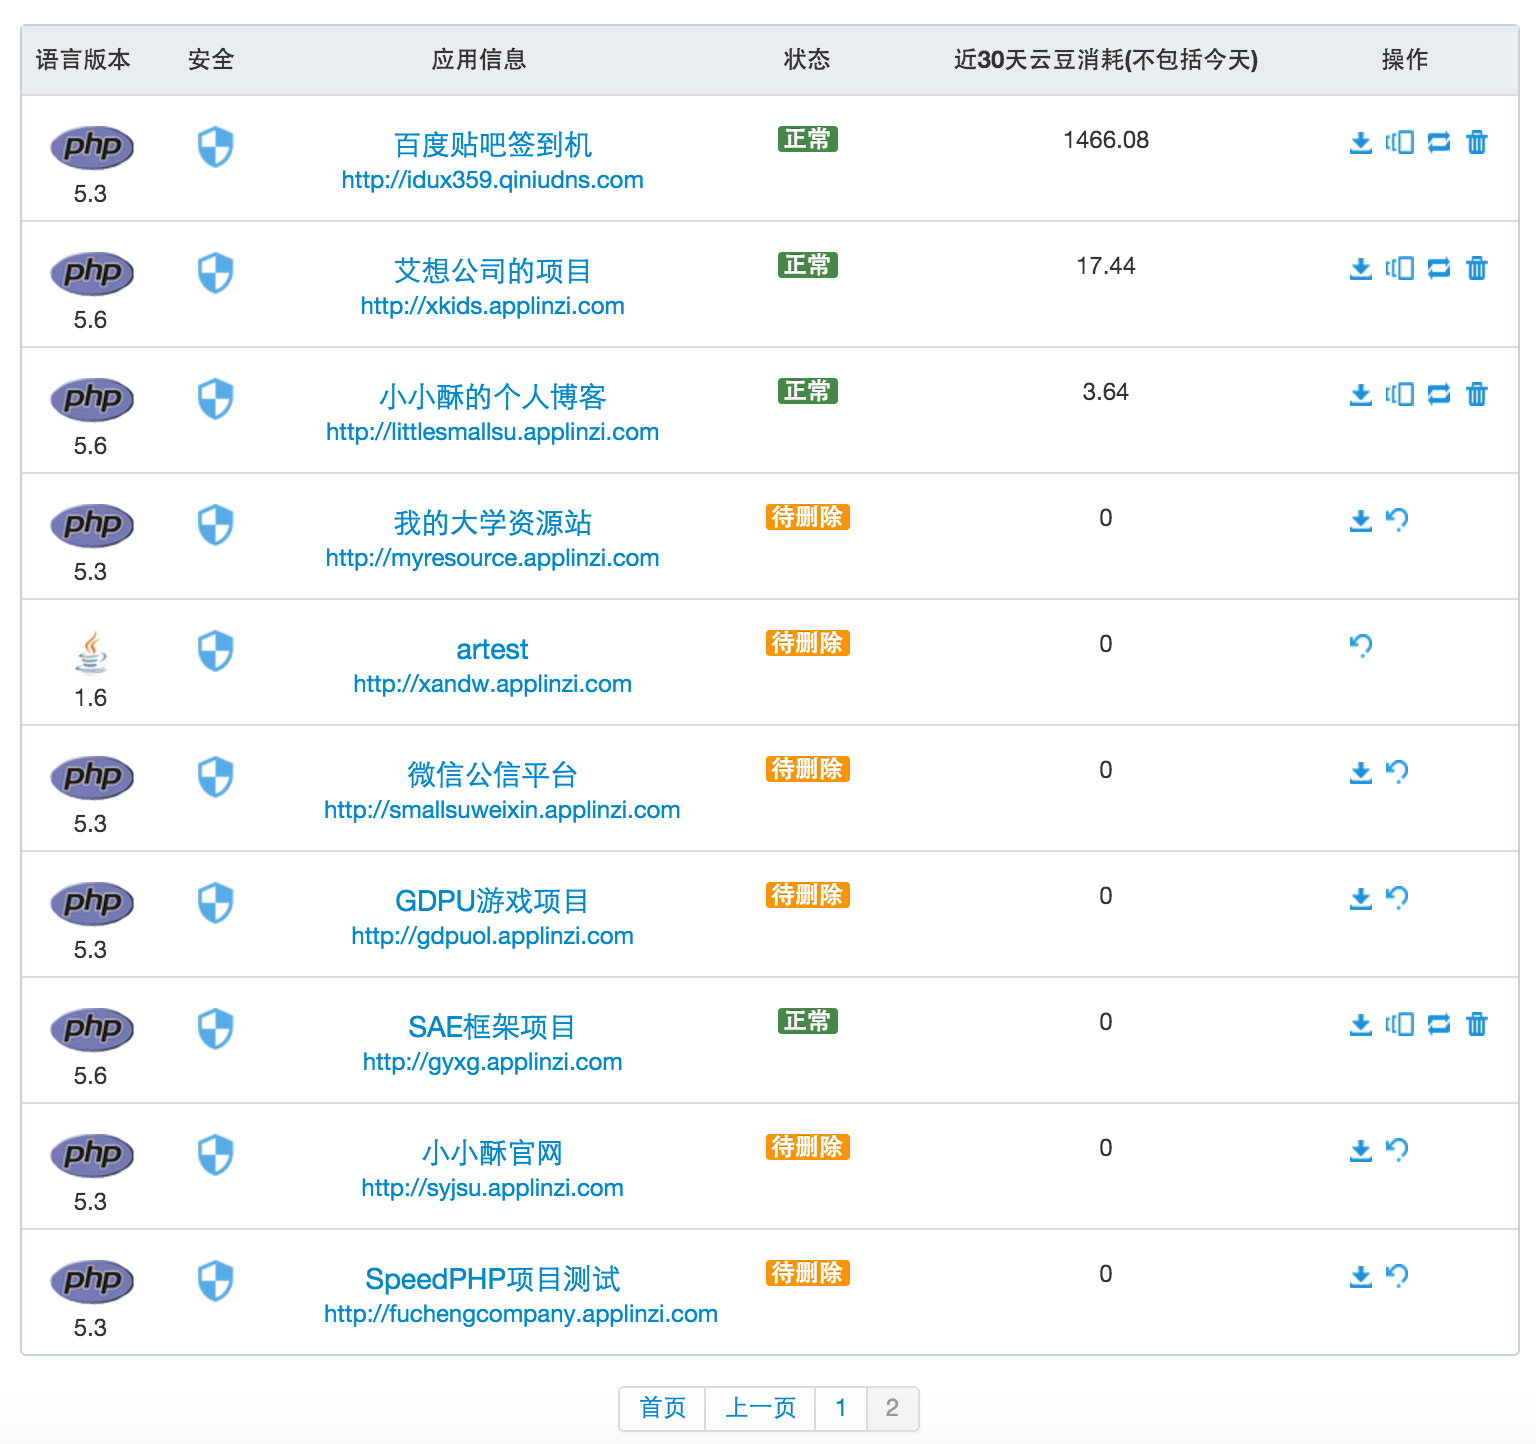 语言版本 安全 应用信息 状态 近30天云豆消耗(不包括今天) 操作
php 百度贴吧签到机 正常 1466.08
http://idux359.qiniudns.com
5.3
php 艾想公司的项目 正常 17.44
http://xkids.applinzi.com
5.6
php 小小酥的个人博客 正常 3.64
http://littlesmallsu.applinzi.com
5.6
php 我的大学资源站 待删除 0
http://myresource.applinzi.com
5.3
artest 待删除 0
http://xandw.applinzi.com
1.6
php 微信公信平台 待删除 0
http://smallsuweixin.applinzi.com
5.3
php GDPU游戏项目 待删除 0
http://gdpuol.applinzi.com
5.3
php SAE框架项目 正常 0
http://gyxg.applinzi.com
5.6
php 小小酥官网 待删除 0
http://syjsu.applinzi.com
5.3
php SpeedPHP项目测试 待删除 0
http://fuchengcompany.applinzi.com
5.3
首页 上一页 1 2